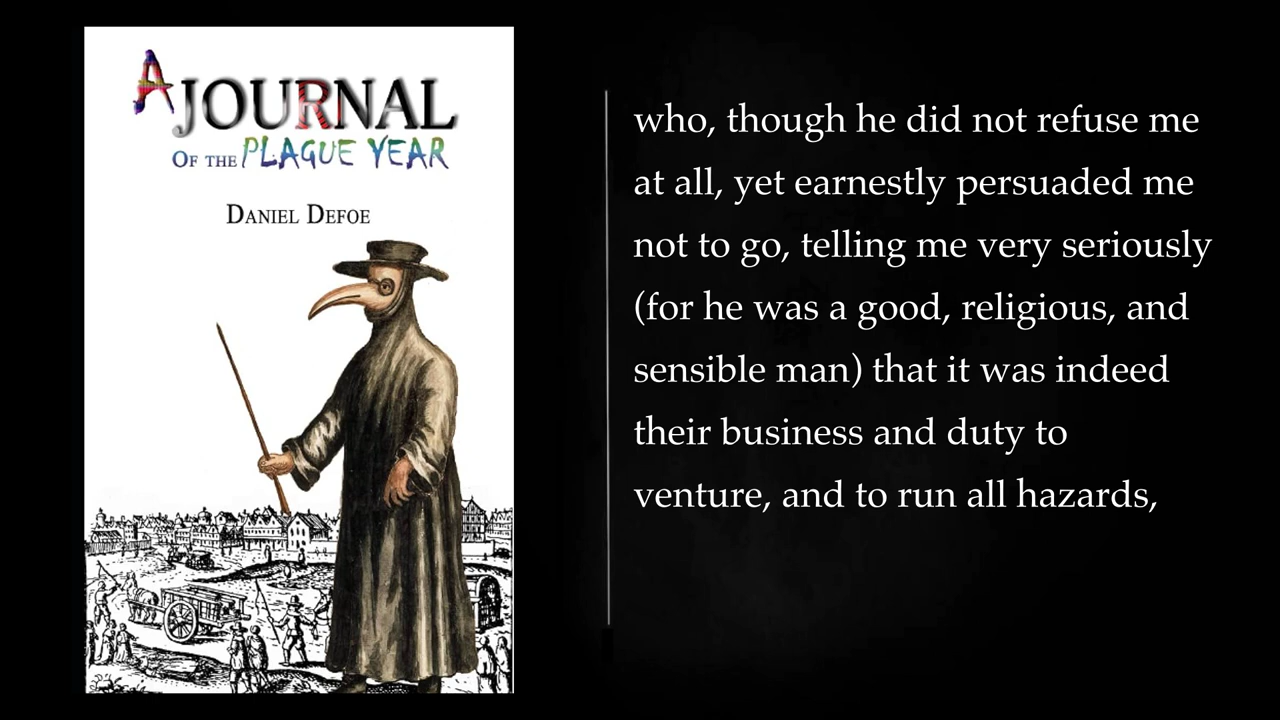 A JOURNAL
OF THE PLAGUE YEAR
DANIEL DEFOE
who, though he did not refuse me
at all, yet earnestly persuaded me
not to go, telling me very seriously
(for he was a good, religious, and
sensible man) that it was indeed
their business and duty to
venture, and to run all hazards,